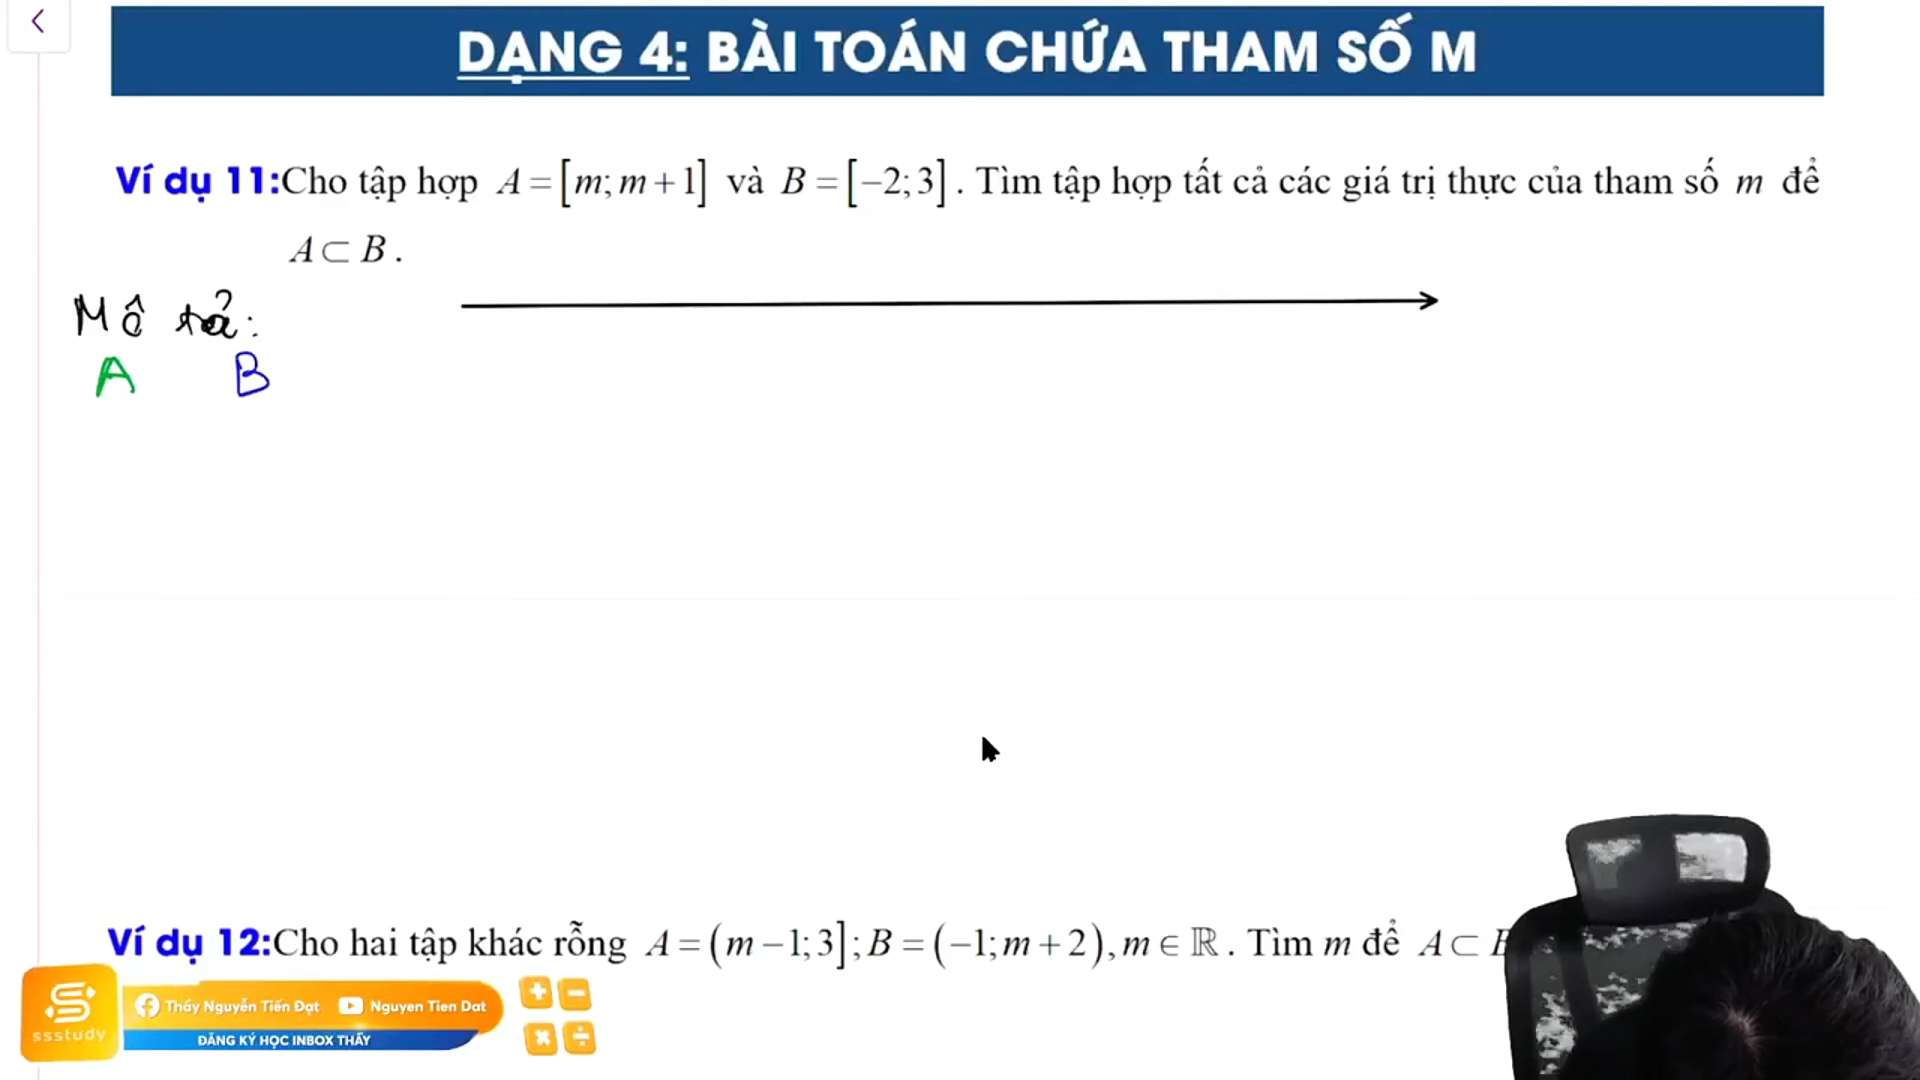 DẠNG 4: BÀI TOÁN CHỨA THAM SỐ M
Ví dụ 11:Cho tập hợp A = [m; m + 1] và B = [−2; 3]. Tìm tập hợp tất cả các giá trị thực của tham số m để
A ⊂ B.
Mô tả:
A B
Ví dụ 12:Cho hai tập khác rỗng A = (m − 1; 3]; B = (−1; m + 2), m ∈ ℝ. Tìm m để A ⊂
ssstudy
Thầy Nguyễn Tiến Đạt Nguyen Tien Dat
ĐĂNG KÝ HỌC INBOX THẦY